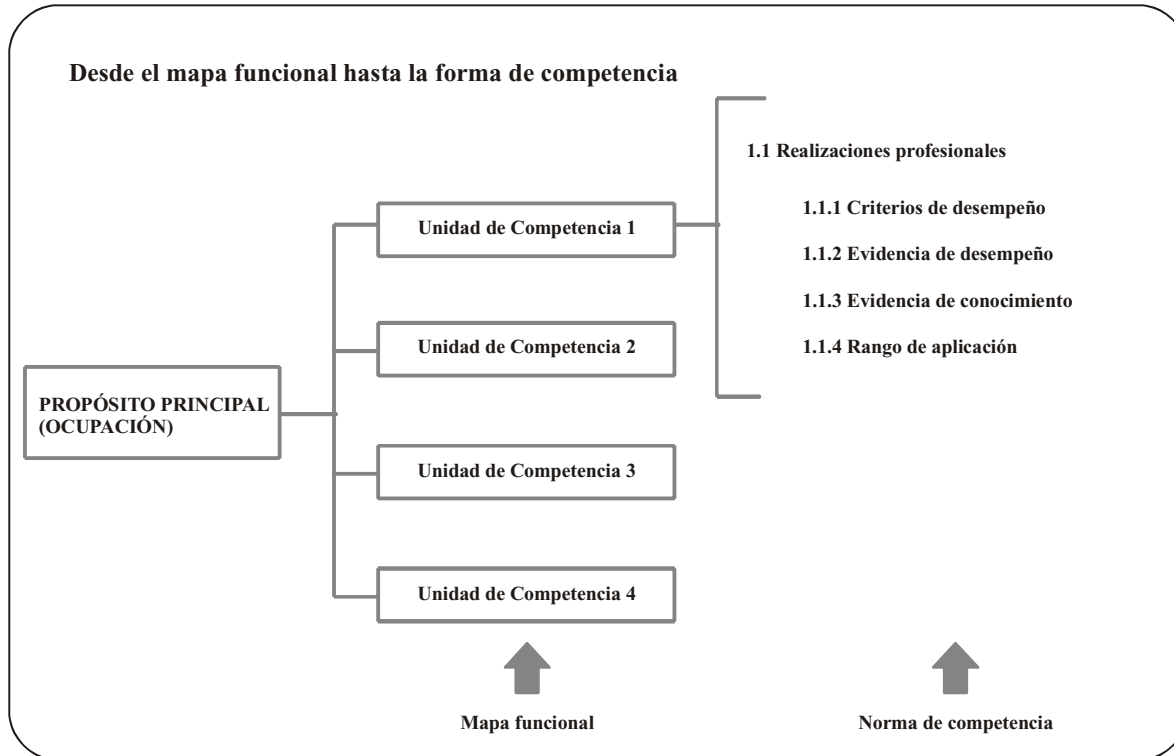 Desde el mapa funcional hasta la forma de competencia
PROPÓSITO PRINCIPAL
(OCUPACIÓN)
Unidad de Competencia 1
Unidad de Competencia 2
Unidad de Competencia 3
Unidad de Competencia 4
1.1 Realizaciones profesionales
1.1.1 Criterios de desempeño
1.1.2 Evidencia de desempeño
1.1.3 Evidencia de conocimiento
1.1.4 Rango de aplicación
Mapa funcional
Norma de competencia